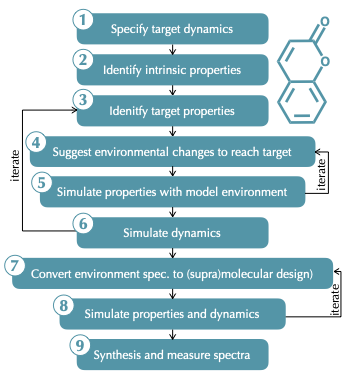 1 Specify target dynamics
2 Identify intrinsic properties
3 Idenitfy target properties
4 Suggest environmental changes to reach target
iterate
5 Simulate properties with model environment
iterate
6 Simulate dynamics
7 Convert environment spec. to (supra)molecular design)
8 Simulate properties and dynamics
iterate
9 Synthesis and measure spectra
O
O